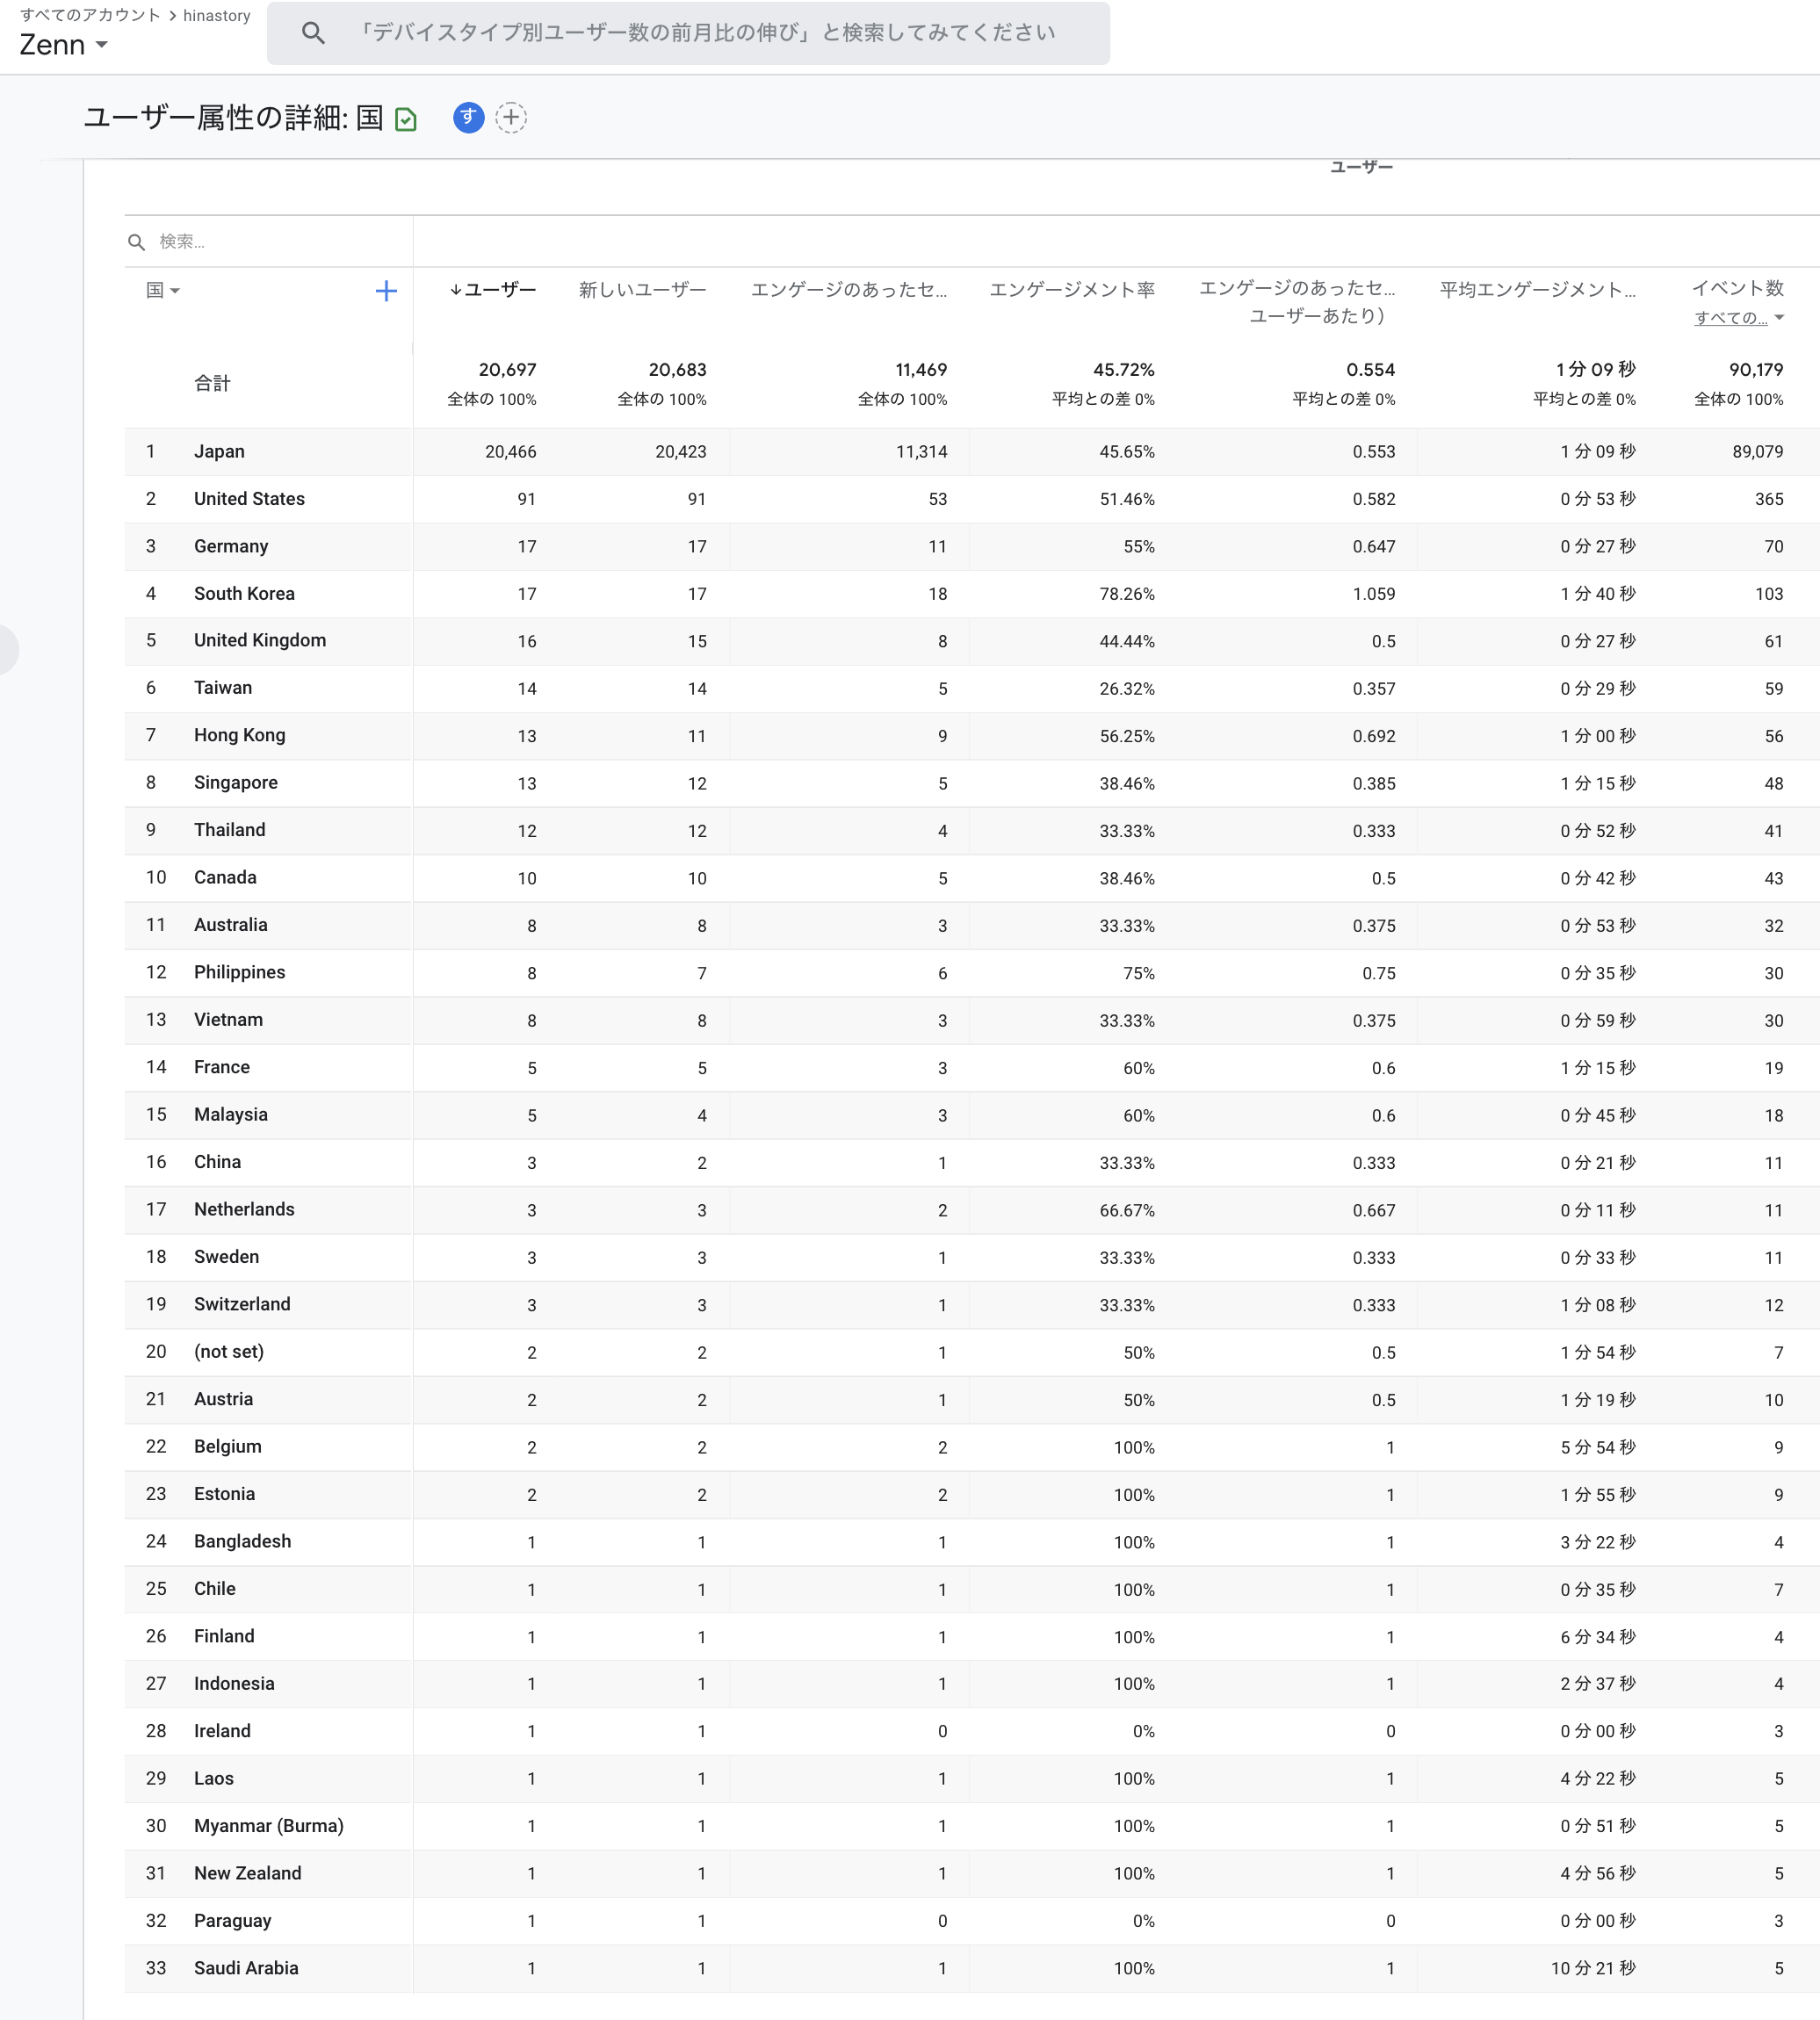 すべてのアカウント > hinastory
Zenn
「デバイスタイプ別ユーザー数の前月比の伸び」と検索してみてください
ユーザー属性の詳細: 国 す
ユーザー
検索...
国 + ↓ユーザー 新しいユーザー エンゲージのあったセ... エンゲージメント率 エンゲージのあったセ... 平均エンゲージメント... イベント数
ユーザーあたり） すべての...
合計 20,697 20,683 11,469 45.72% 0.554 1 分 09 秒 90,179
全体の 100% 全体の 100% 全体の 100% 平均との差 0% 平均との差 0% 平均との差 0% 全体の 100%
1 Japan 20,466 20,423 11,314 45.65% 0.553 1 分 09 秒 89,079
2 United States 91 91 53 51.46% 0.582 0 分 53 秒 365
3 Germany 17 17 11 55% 0.647 0 分 27 秒 70
4 South Korea 17 17 18 78.26% 1.059 1 分 40 秒 103
5 United Kingdom 16 15 8 44.44% 0.5 0 分 27 秒 61
6 Taiwan 14 14 5 26.32% 0.357 0 分 29 秒 59
7 Hong Kong 13 11 9 56.25% 0.692 1 分 00 秒 56
8 Singapore 13 12 5 38.46% 0.385 1 分 15 秒 48
9 Thailand 12 12 4 33.33% 0.333 0 分 52 秒 41
10 Canada 10 10 5 38.46% 0.5 0 分 42 秒 43
11 Australia 8 8 3 33.33% 0.375 0 分 53 秒 32
12 Philippines 8 7 6 75% 0.75 0 分 35 秒 30
13 Vietnam 8 8 3 33.33% 0.375 0 分 59 秒 30
14 France 5 5 3 60% 0.6 1 分 15 秒 19
15 Malaysia 5 4 3 60% 0.6 0 分 45 秒 18
16 China 3 2 1 33.33% 0.333 0 分 21 秒 11
17 Netherlands 3 3 2 66.67% 0.667 0 分 11 秒 11
18 Sweden 3 3 1 33.33% 0.333 0 分 33 秒 11
19 Switzerland 3 3 1 33.33% 0.333 1 分 08 秒 12
20 (not set) 2 2 1 50% 0.5 1 分 54 秒 7
21 Austria 2 2 1 50% 0.5 1 分 19 秒 10
22 Belgium 2 2 2 100% 1 5 分 54 秒 9
23 Estonia 2 2 2 100% 1 1 分 55 秒 9
24 Bangladesh 1 1 1 100% 1 3 分 22 秒 4
25 Chile 1 1 1 100% 1 0 分 35 秒 7
26 Finland 1 1 1 100% 1 6 分 34 秒 4
27 Indonesia 1 1 1 100% 1 2 分 37 秒 4
28 Ireland 1 1 0 0% 0 0 分 00 秒 3
29 Laos 1 1 1 100% 1 4 分 22 秒 5
30 Myanmar (Burma) 1 1 1 100% 1 0 分 51 秒 5
31 New Zealand 1 1 1 100% 1 4 分 56 秒 5
32 Paraguay 1 1 0 0% 0 0 分 00 秒 3
33 Saudi Arabia 1 1 1 100% 1 10 分 21 秒 5